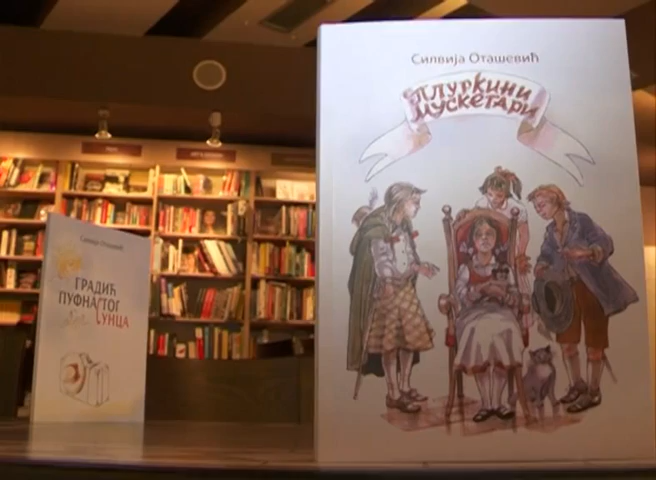 Силвија Оташевић
ПЛУРКИНИ
МУСКЕТАРИ
Силвија Оташевић
ГРАДИЋ
ПУФНАСТОГ
СУНЦА